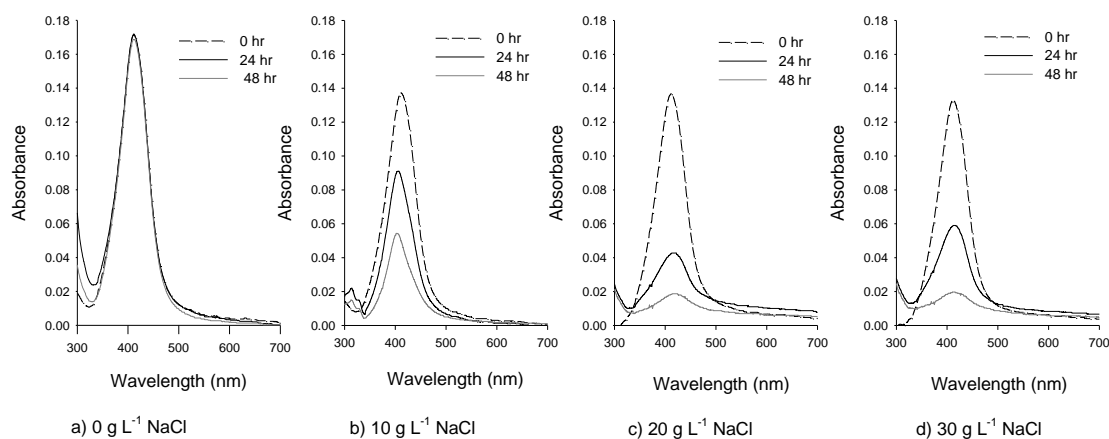 0.18
0.16
0.14
0.12
0.10
0.08
0.06
0.04
0.02
0.00
Absorbance
0 hr
24 hr
48 hr
300 400 500 600 700
Wavelength (nm)
a) 0 g L⁻¹ NaCl
0.18
0.16
0.14
0.12
0.10
0.08
0.06
0.04
0.02
0.00
Absorbance
0 hr
24 hr
48 hr
300 400 500 600 700
Wavelength (nm)
b) 10 g L⁻¹ NaCl
0.18
0.16
0.14
0.12
0.10
0.08
0.06
0.04
0.02
0.00
Absorbance
0 hr
24 hr
48 hr
300 400 500 600 700
Wavelength (nm)
c) 20 g L⁻¹ NaCl
0.18
0.16
0.14
0.12
0.10
0.08
0.06
0.04
0.02
0.00
Absorbance
0 hr
24 hr
48 hr
300 400 500 600 700
Wavelength (nm)
d) 30 g L⁻¹ NaCl